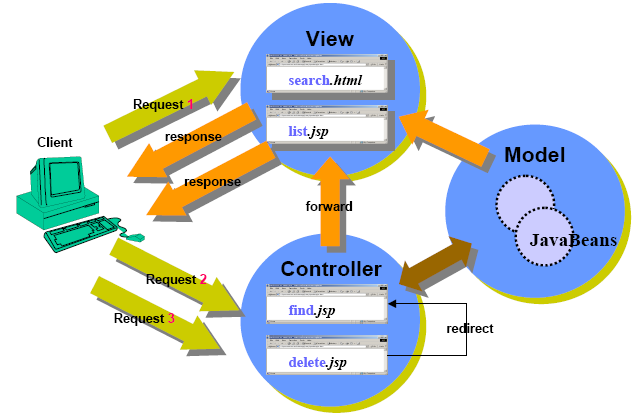 View
search.html
Request 1
response
list.jsp
Client
Model
response
forward
JavaBeans
Controller
Request 2
find.jsp
Request 3
redirect
delete.jsp